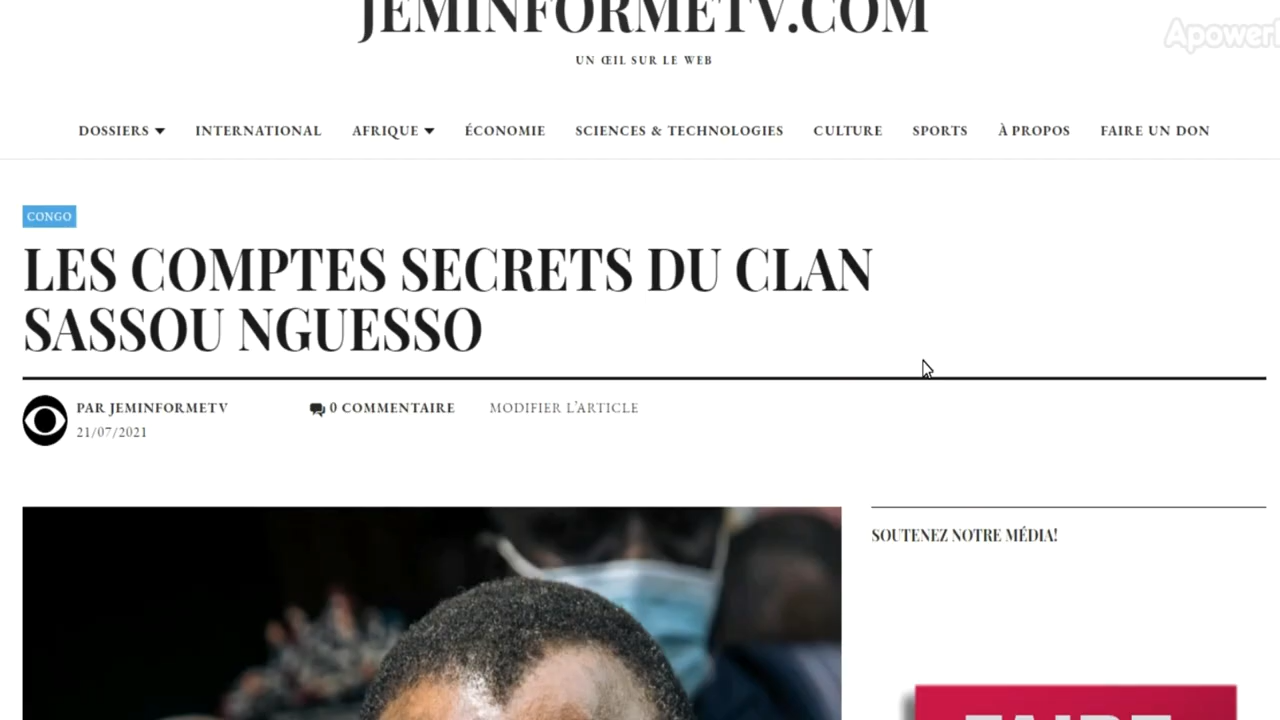 JEMINFORMETV.COM
UN ŒIL SUR LE WEB
DOSSIERS INTERNATIONAL AFRIQUE ÉCONOMIE SCIENCES & TECHNOLOGIES CULTURE SPORTS À PROPOS FAIRE UN DON
CONGO
LES COMPTES SECRETS DU CLAN
SASSOU NGUESSO
PAR JEMINFORMETV 0 COMMENTAIRE MODIFIER L'ARTICLE
21/07/2021
SOUTENEZ NOTRE MÉDIA!
FAIRE